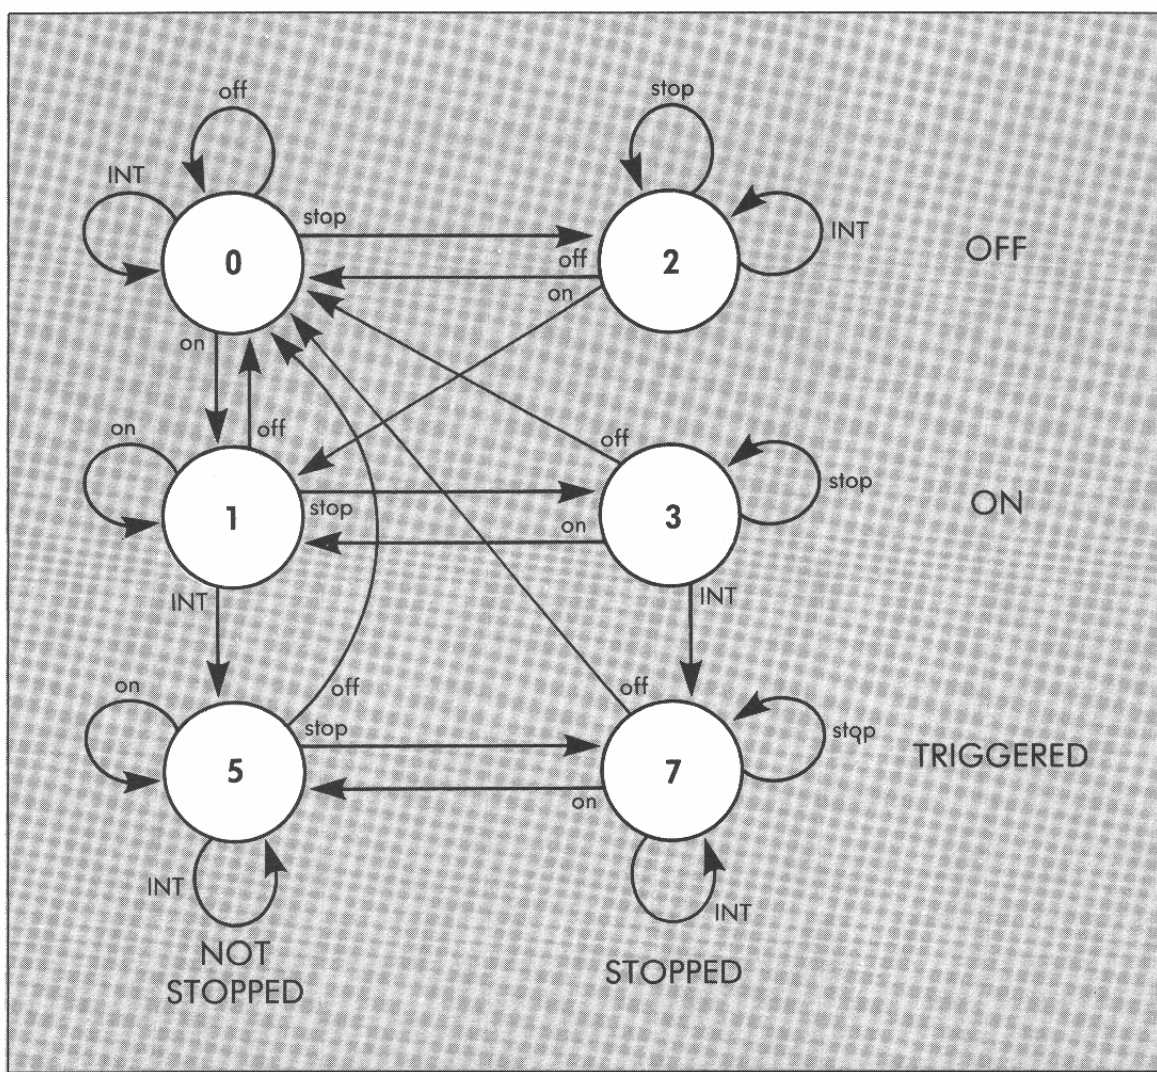 off
stop
INT
stop
0
off
2
INT
OFF
on
on
off
on
off
1
stop
3
stop
ON
on
INT
INT
on
off
off
stop
5
7
stop
TRIGGERED
on
INT
INT
NOT
STOPPED
STOPPED